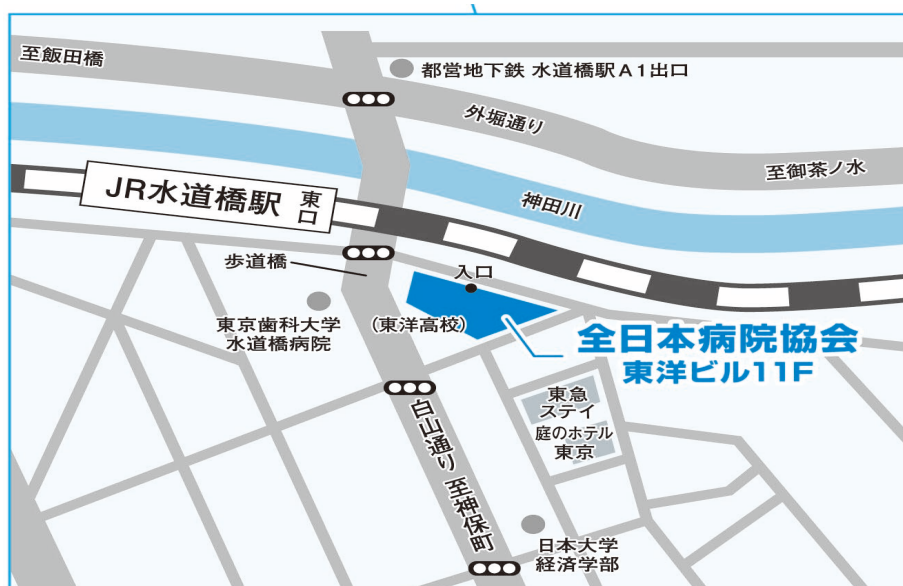 至飯田橋
都営地下鉄 水道橋駅A1出口
外堀通り
至御茶ノ水
JR水道橋駅 東口
神田川
歩道橋
入口
東京歯科大学
水道橋病院
(東洋高校)
全日本病院協会
東洋ビル11F
東急
ステイ
庭のホテル
東京
白山通り 至神保町
日本大学
経済学部